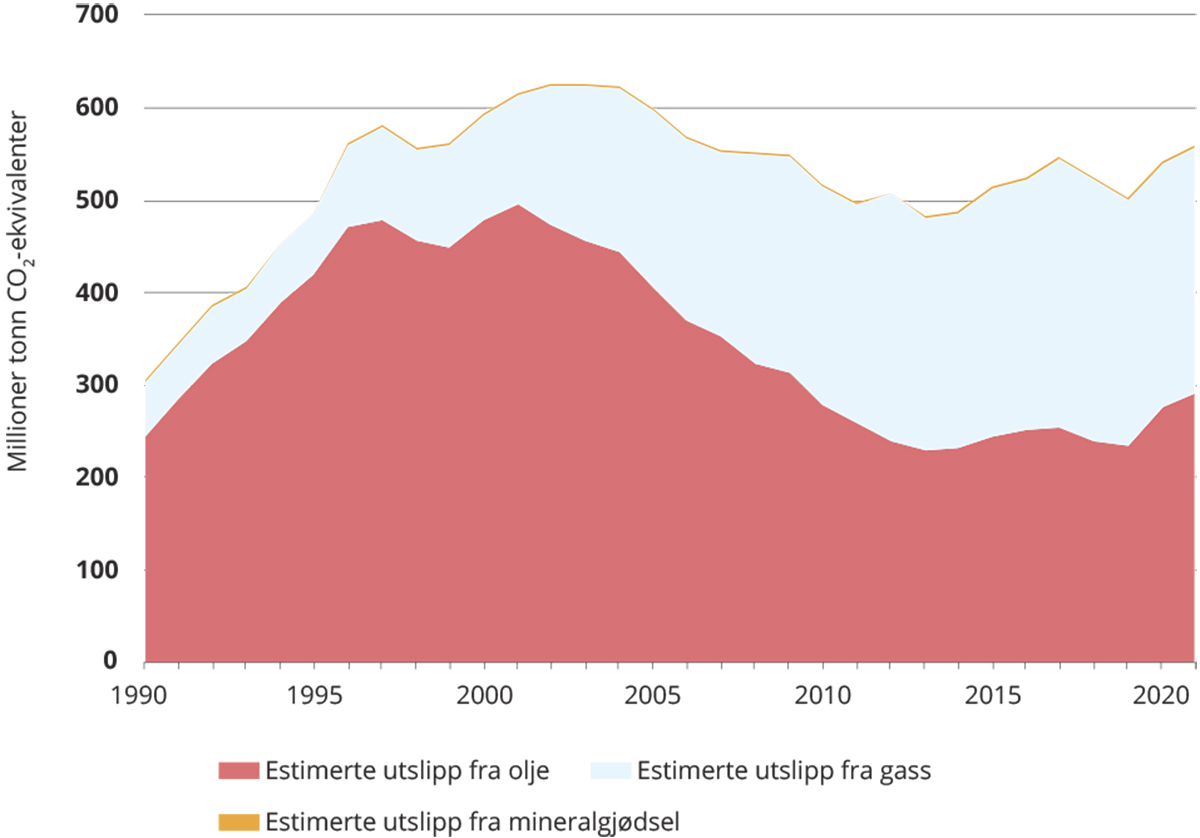 700
600
500
400
300
200
100
0
Millioner tonn CO₂-ekvivalenter
1990 1995 2000 2005 2010 2015 2020
Estimerte utslipp fra olje Estimerte utslipp fra gass
Estimerte utslipp fra mineralgjødsel